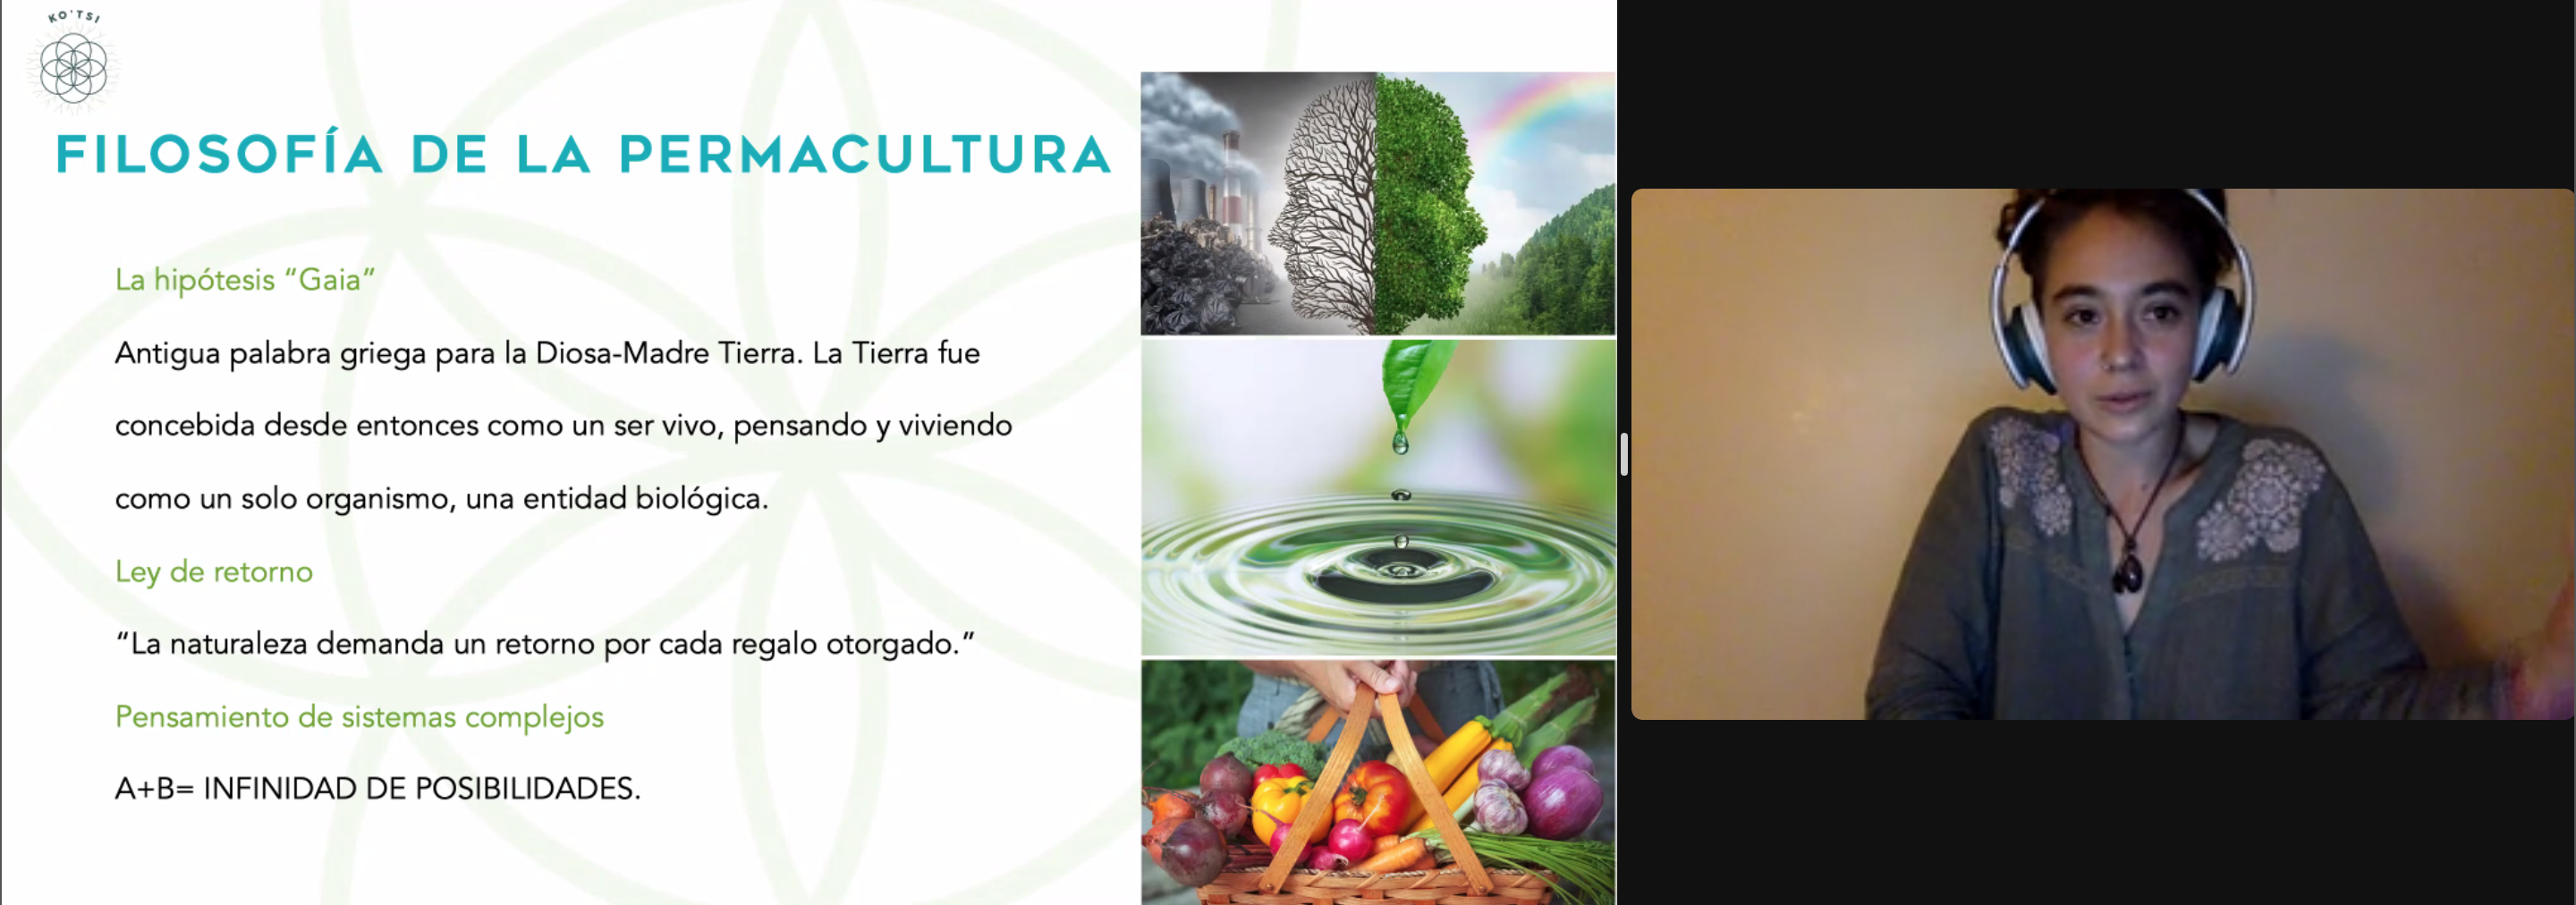 KO'TSI
FILOSOFÍA DE LA PERMACULTURA
La hipótesis “Gaia”
Antigua palabra griega para la Diosa-Madre Tierra. La Tierra fue
concebida desde entonces como un ser vivo, pensando y viviendo
como un solo organismo, una entidad biológica.
Ley de retorno
“La naturaleza demanda un retorno por cada regalo otorgado.”
Pensamiento de sistemas complejos
A+B= INFINIDAD DE POSIBILIDADES.